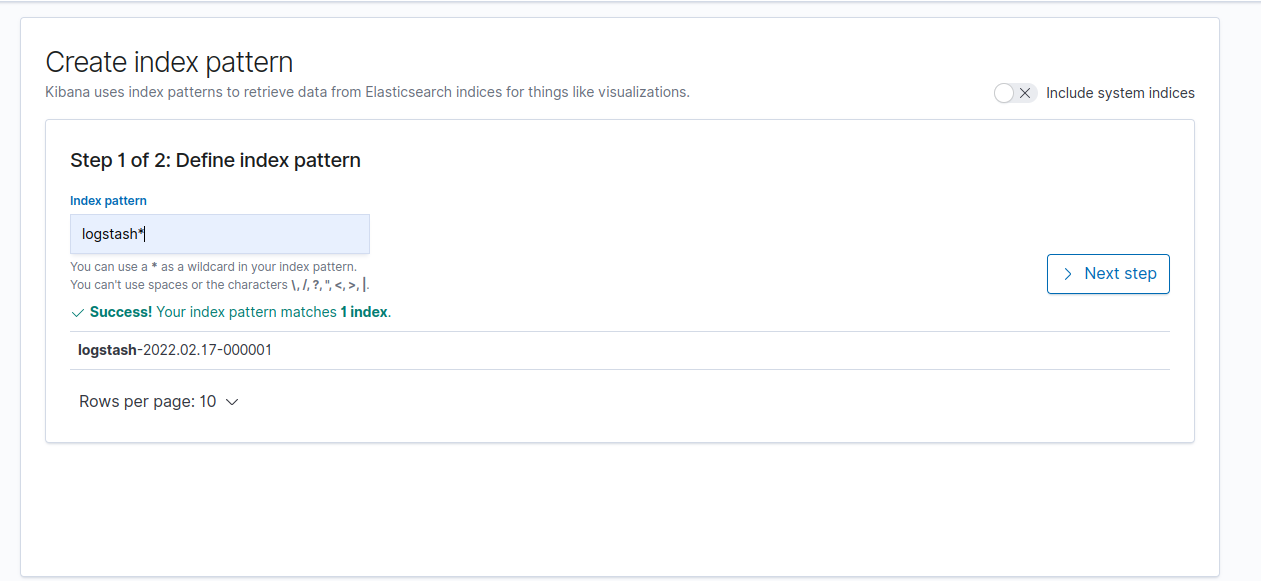 Create index pattern
Kibana uses index patterns to retrieve data from Elasticsearch indices for things like visualizations.
Include system indices
Step 1 of 2: Define index pattern
Index pattern
logstash*
You can use a * as a wildcard in your index pattern.
You can't use spaces or the characters \, /, ?, ", <, >, |.
Next step
Success! Your index pattern matches 1 index.
logstash-2022.02.17-000001
Rows per page: 10